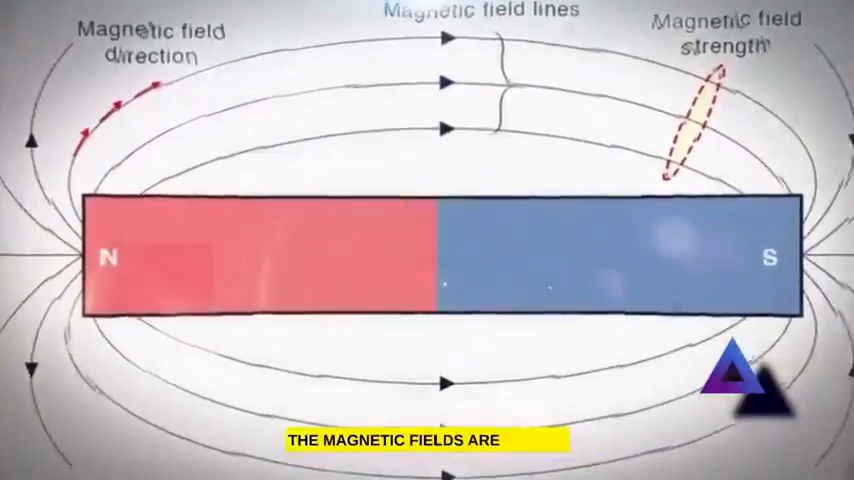 Magnetic field lines
Magnetic field
direction
Magnetic field
strength
N
S
THE MAGNETIC FIELDS ARE